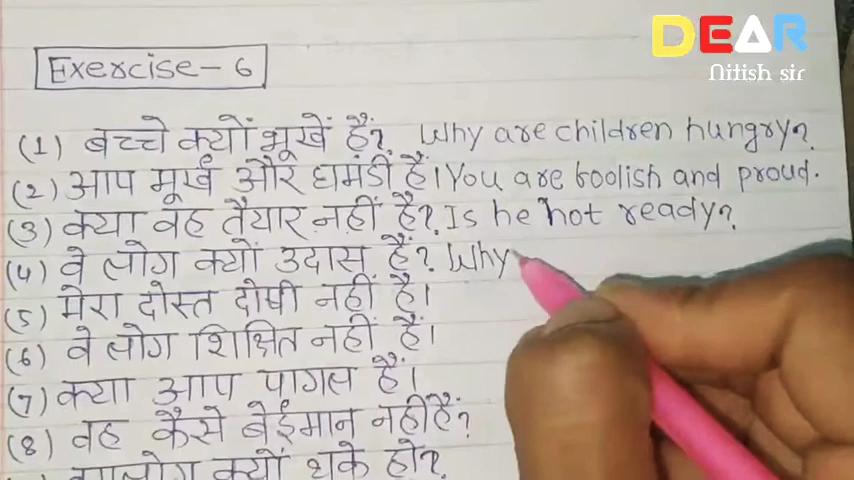 DEAR
Nitish sir
Exercise-6
(1) बच्चे क्यों भूखें हैं? Why are children hungry?
(2) आप मूर्ख और घमंडी हैं। You are foolish and proud.
(3) क्या वह तैयार नहीं है? Is he not ready?
(4) वे लोग क्यों उदास हैं? Why
(5) मेरा दोस्त दोषी नहीं है।
(6) वे लोग शिक्षित नहीं हैं।
(7) क्या आप पागल हैं।
(8) वह कैसे बेईमान नहीं हैं?
क्यों थके हो?